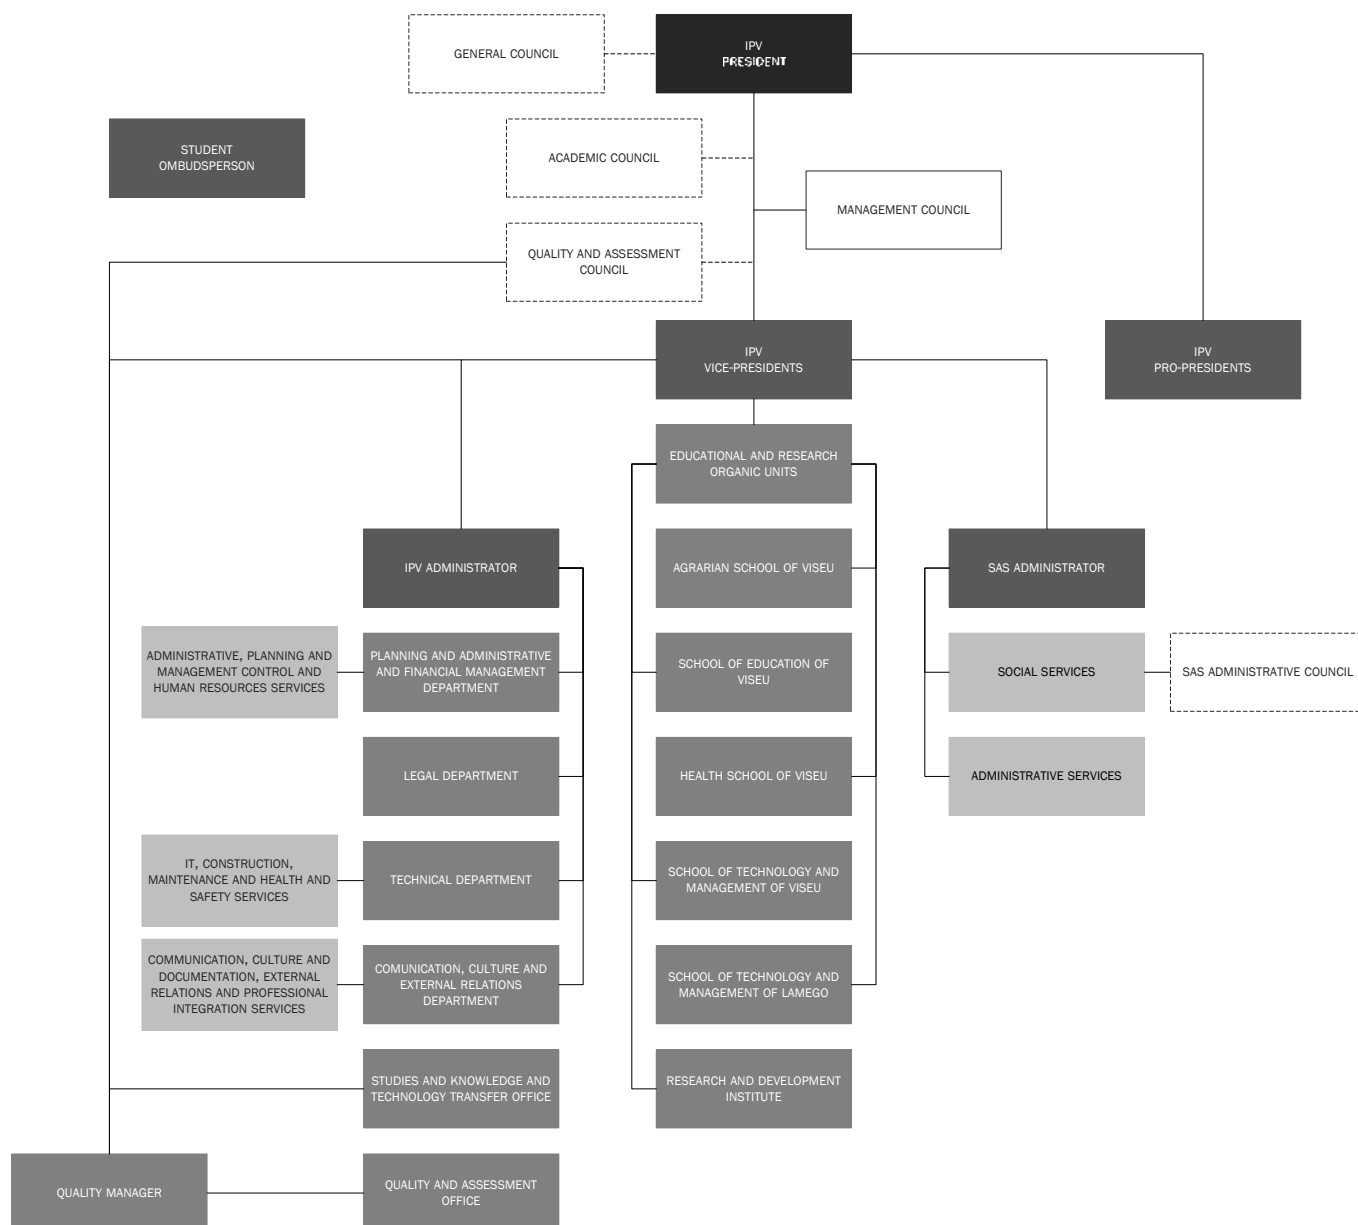 GENERAL COUNCIL
IPV
PRESIDENT
STUDENT
OMBUDSPERSON
ACADEMIC COUNCIL
MANAGEMENT COUNCIL
QUALITY AND ASSESSMENT
COUNCIL
IPV
VICE-PRESIDENTS
IPV
PRO-PRESIDENTS
EDUCATIONAL AND RESEARCH
ORGANIC UNITS
IPV ADMINISTRATOR
AGRARIAN SCHOOL OF VISEU
SAS ADMINISTRATOR
ADMINISTRATIVE, PLANNING AND
MANAGEMENT CONTROL AND
HUMAN RESOURCES SERVICES
PLANNING AND ADMINISTRATIVE
AND FINANCIAL MANAGEMENT
DEPARTMENT
SCHOOL OF EDUCATION OF
VISEU
SOCIAL SERVICES
SAS ADMINISTRATIVE COUNCIL
LEGAL DEPARTMENT
HEALTH SCHOOL OF VISEU
ADMINISTRATIVE SERVICES
IT, CONSTRUCTION,
MAINTENANCE AND HEALTH AND
SAFETY SERVICES
TECHNICAL DEPARTMENT
SCHOOL OF TECHNOLOGY AND
MANAGEMENT OF VISEU
COMMUNICATION, CULTURE AND
DOCUMENTATION, EXTERNAL
RELATIONS AND PROFESSIONAL
INTEGRATION SERVICES
COMUNICATION, CULTURE AND
EXTERNAL RELATIONS
DEPARTMENT
SCHOOL OF TECHNOLOGY AND
MANAGEMENT OF LAMEGO
STUDIES AND KNOWLEDGE AND
TECHNOLOGY TRANSFER OFFICE
RESEARCH AND DEVELOPMENT
INSTITUTE
QUALITY MANAGER
QUALITY AND ASSESSMENT
OFFICE